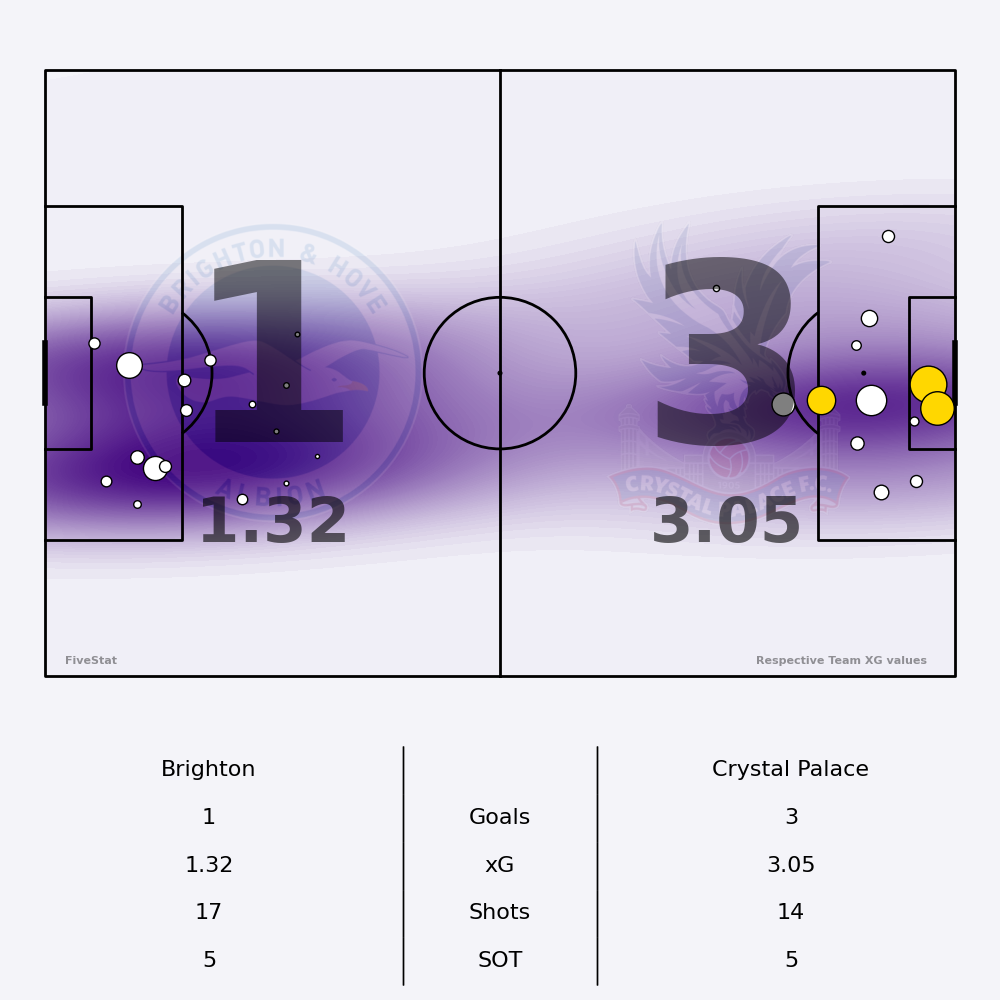 BRIGHTON & HOVE
ALBION
1
1.32
3
CRYSTAL PALACE F.C.
3.05
FiveStat
Respective Team XG values
Brighton Crystal Palace
1 Goals 3
1.32 xG 3.05
17 Shots 14
5 SOT 5